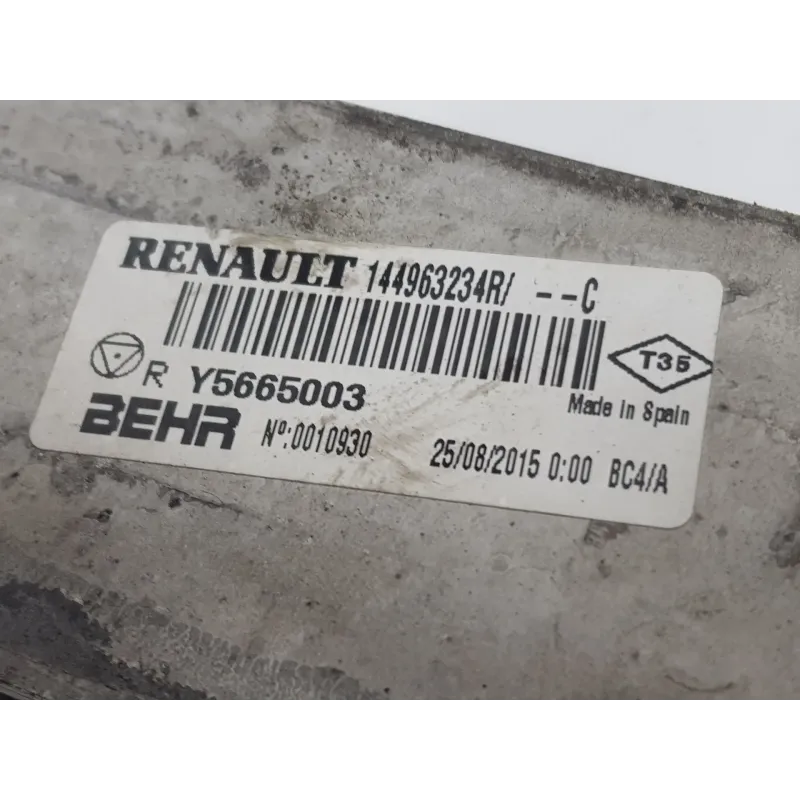 RENAULT 144963234R/ --C
T35
R Y5665003
Made in Spain
BEHR Nº:0010930 25/08/2015 0:00 BC4/A